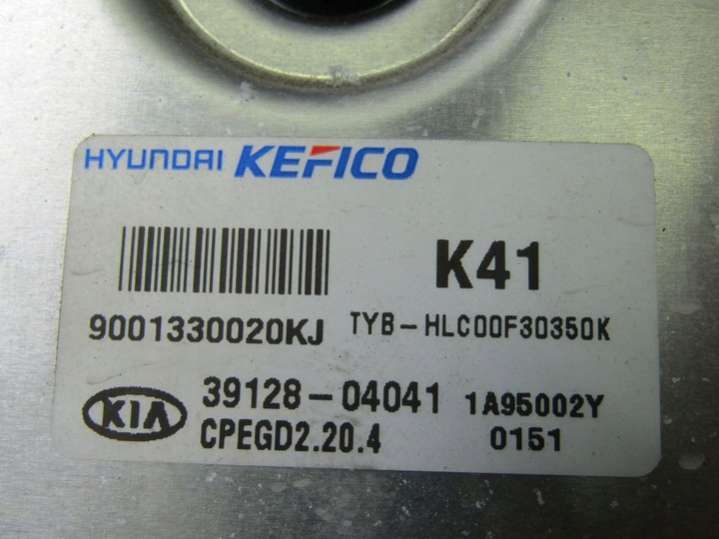 HYUNDAI KEFICO
K41
9001330020KJ TYB-HLC00F30350K
KIA 39128-04041 1A95002Y
CPEGD2.20.4 0151